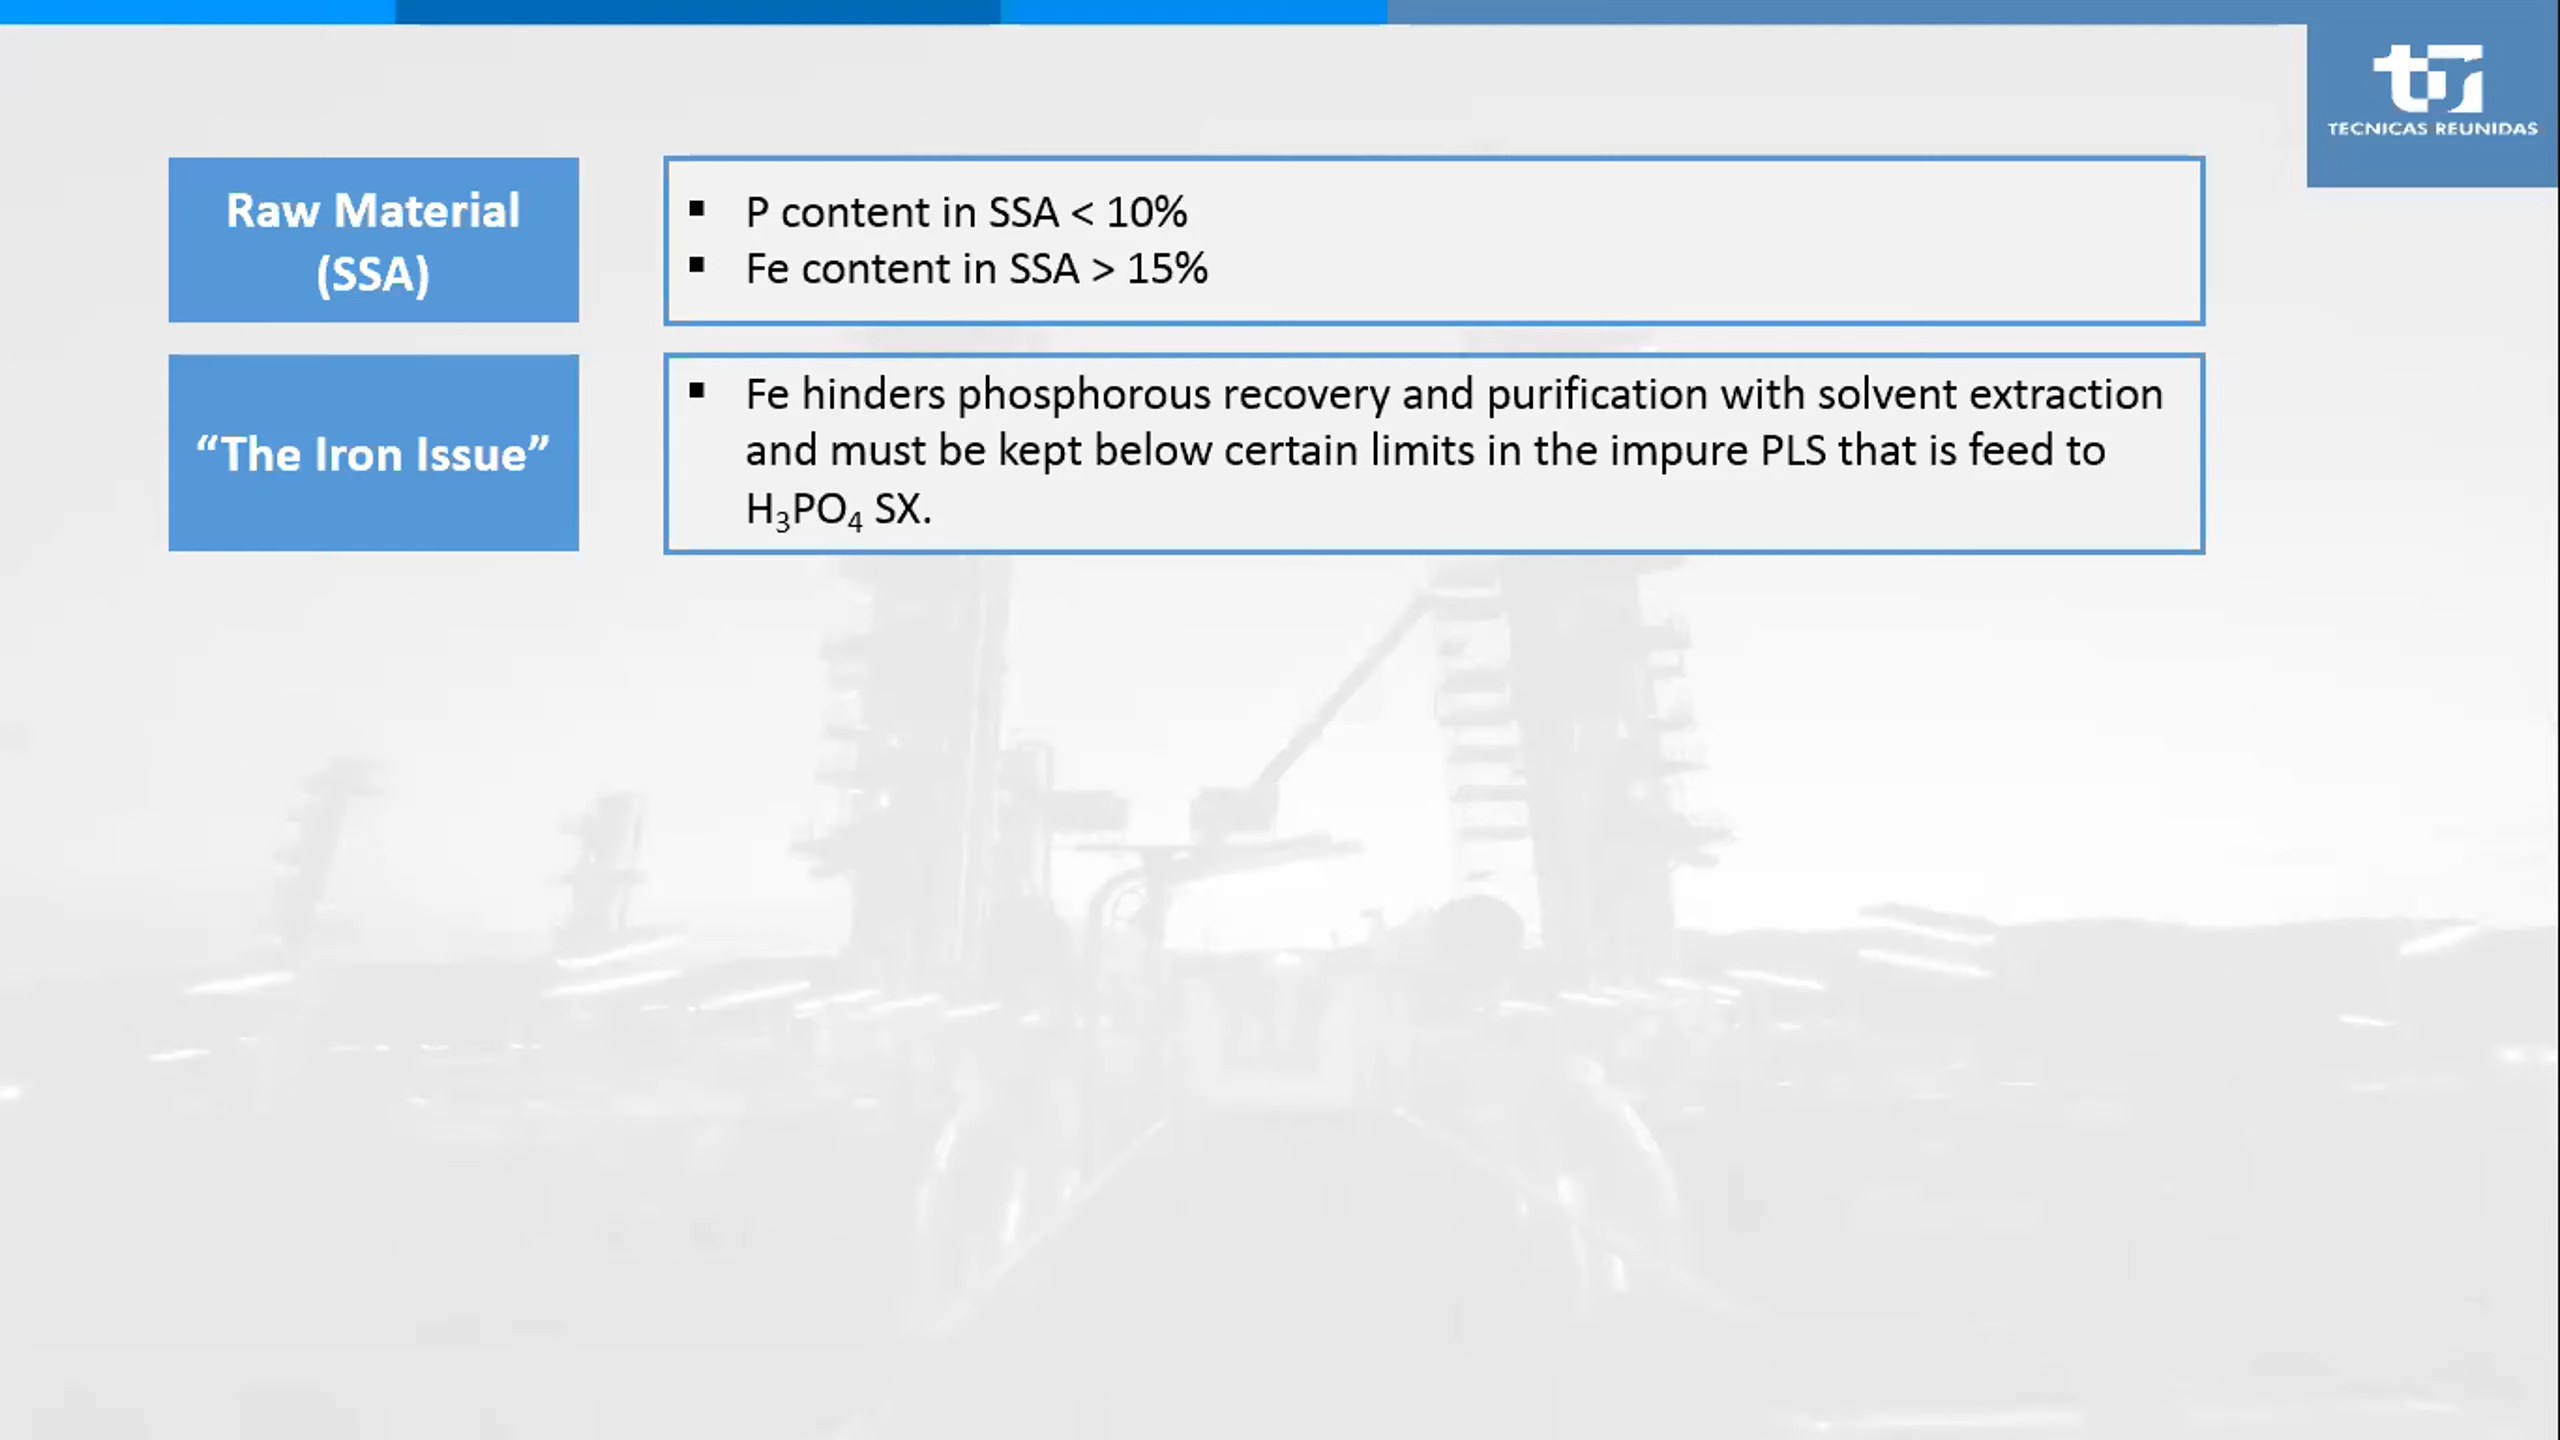 TECNICAS REUNIDAS
Raw Material
(SSA)
▪ P content in SSA < 10%
▪ Fe content in SSA > 15%
“The Iron Issue”
▪ Fe hinders phosphorous recovery and purification with solvent extraction
and must be kept below certain limits in the impure PLS that is feed to
H₃PO₄ SX.